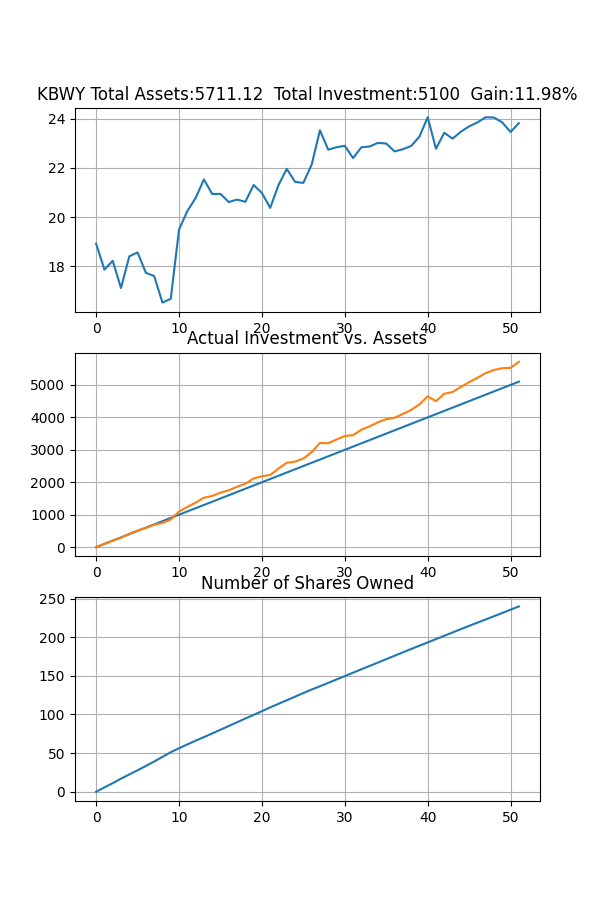 KBWY Total Assets:5711.12  Total Investment:5100  Gain:11.98%
24
22
20
18
0 10 20 30 40 50
Actual Investment vs. Assets
5000
4000
3000
2000
1000
0
0 10 20 30 40 50
Number of Shares Owned
250
200
150
100
50
0
0 10 20 30 40 50